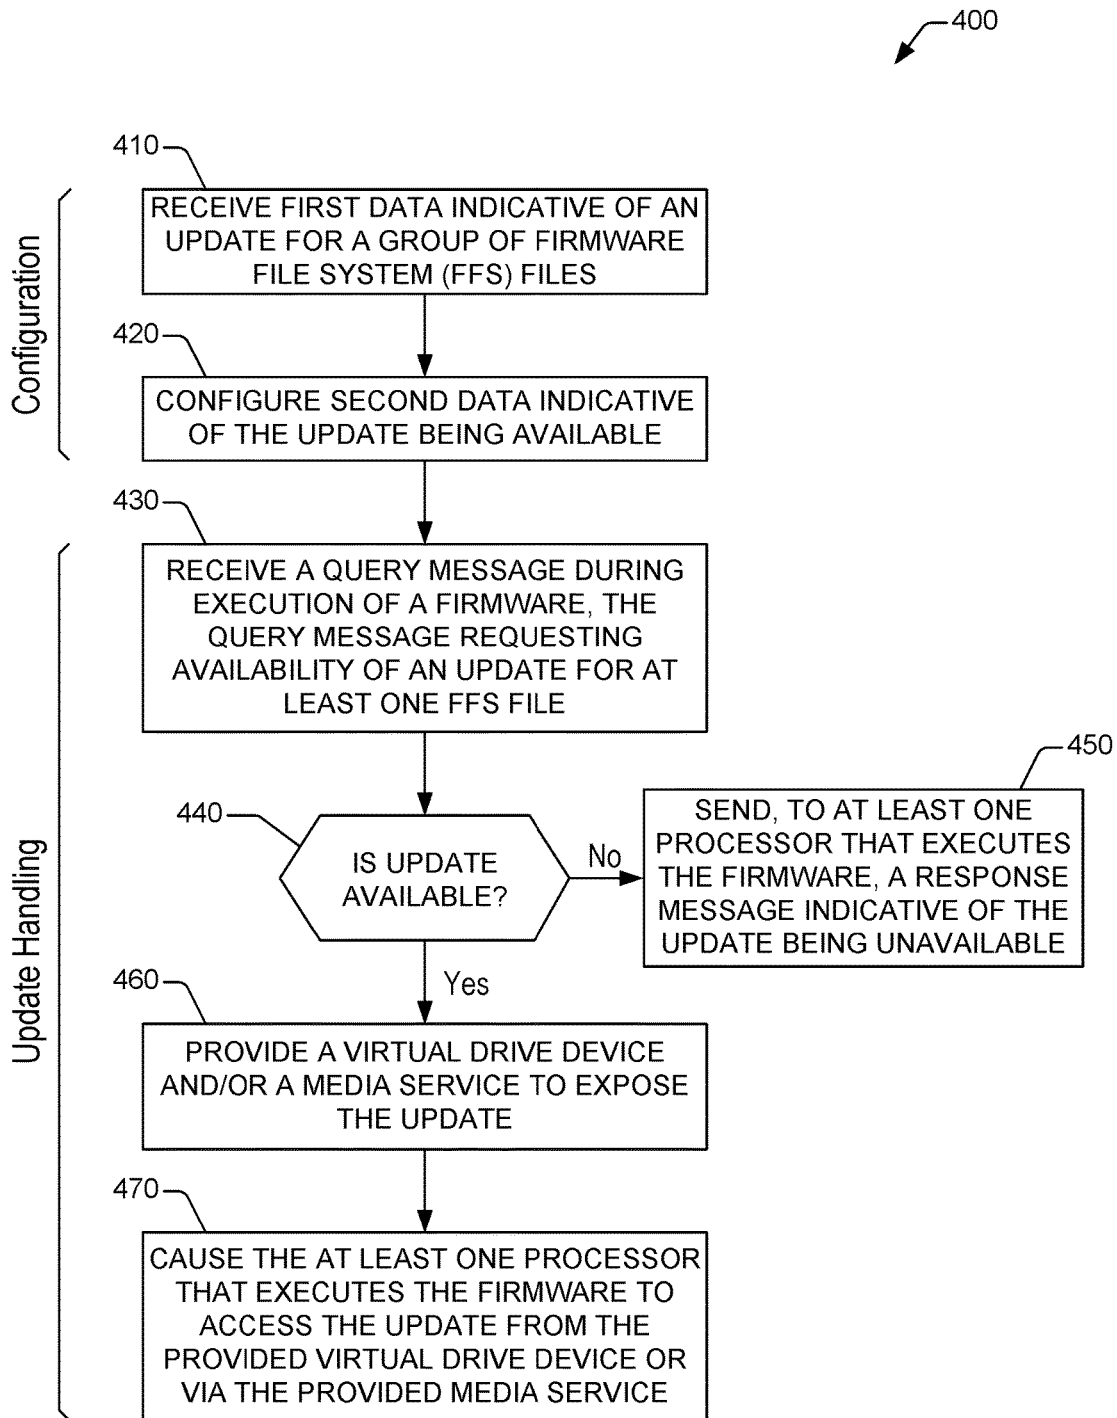 400
410
RECEIVE FIRST DATA INDICATIVE OF AN
UPDATE FOR A GROUP OF FIRMWARE
FILE SYSTEM (FFS) FILES
Configuration
420
CONFIGURE SECOND DATA INDICATIVE
OF THE UPDATE BEING AVAILABLE
430
RECEIVE A QUERY MESSAGE DURING
EXECUTION OF A FIRMWARE, THE
QUERY MESSAGE REQUESTING
AVAILABILITY OF AN UPDATE FOR AT
LEAST ONE FFS FILE
Update Handling
440
IS UPDATE
AVAILABLE?
No
450
SEND, TO AT LEAST ONE
PROCESSOR THAT EXECUTES
THE FIRMWARE, A RESPONSE
MESSAGE INDICATIVE OF THE
UPDATE BEING UNAVAILABLE
Yes
460
PROVIDE A VIRTUAL DRIVE DEVICE
AND/OR A MEDIA SERVICE TO EXPOSE
THE UPDATE
470
CAUSE THE AT LEAST ONE PROCESSOR
THAT EXECUTES THE FIRMWARE TO
ACCESS THE UPDATE FROM THE
PROVIDED VIRTUAL DRIVE DEVICE OR
VIA THE PROVIDED MEDIA SERVICE